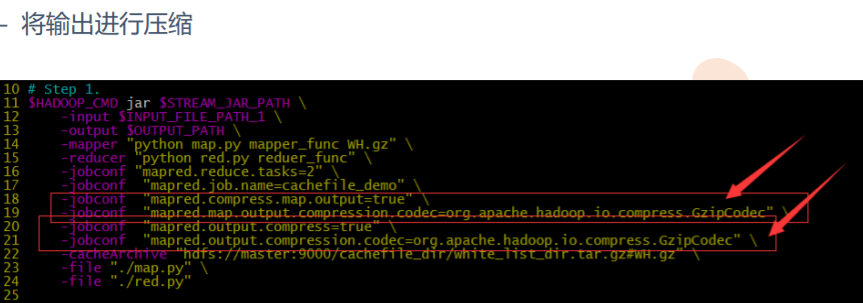 - 将输出进行压缩
10 # Step 1.
11 $HADOOP_CMD jar $STREAM_JAR_PATH \
12     -input $INPUT_FILE_PATH_1 \
13     -output $OUTPUT_PATH \
14     -mapper "python map.py mapper_func WH.gz" \
15     -reducer "python red.py reduer_func" \
16     -jobconf "mapred.reduce.tasks=2" \
17     -jobconf  "mapred.job.name=cachefile_demo" \
18     -jobconf  "mapred.compress.map.output=true" \
19     -jobconf  "mapred.map.output.compression.codec=org.apache.hadoop.io.compress.GzipCodec" \
20     -jobconf  "mapred.output.compress=true" \
21     -jobconf  "mapred.output.compression.codec=org.apache.hadoop.io.compress.GzipCodec" \
22     -cacheArchive "hdfs://master:9000/cachefile_dir/white_list_dir.tar.gz#WH.gz" \
23     -file "./map.py" \
24     -file "./red.py"
25